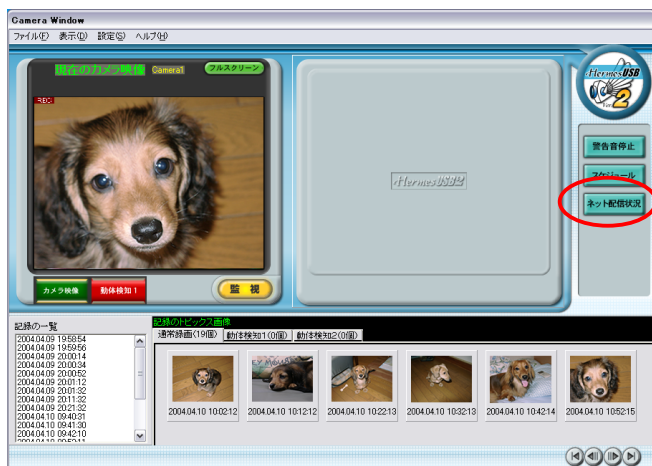 Camera Window
ファイル(F) 表示(D) 設定(S) ヘルプ(H)
現在のカメラ映像 Camera1 フルスクリーン
REC
HermesUSB
Ver.2
HermesUSB2
警告音停止
スケジュール
ネット配信状況
カメラ映像 動体検知1 監視
記録の一覧
2004.04.09 19:58:54
2004.04.09 19:59:56
2004.04.09 20:00:14
2004.04.09 20:00:34
2004.04.09 20:00:52
2004.04.09 20:01:12
2004.04.09 20:01:32
2004.04.09 20:11:32
2004.04.09 20:21:32
2004.04.10 09:40:31
2004.04.10 09:41:30
2004.04.10 09:42:10
記録のトピックス画像
通常録画(19個) 動体検知1(0個) 動体検知2(0個)
2004.04.10 10:02:12 2004.04.10 10:12:12 2004.04.10 10:22:13 2004.04.10 10:32:13 2004.04.10 10:42:14 2004.04.10 10:52:15